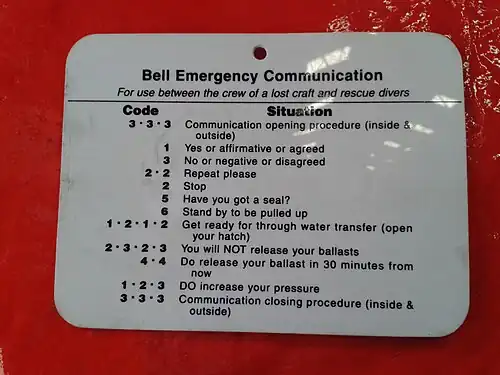 Bell Emergency Communication
For use between the crew of a lost craft and rescue divers
Code Situation
3·3·3 Communication opening procedure (inside &
outside)
1 Yes or affirmative or agreed
3 No or negative or disagreed
2·2 Repeat please
2 Stop
5 Have you got a seal?
6 Stand by to be pulled up
1·2·1·2 Get ready for through water transfer (open
your hatch)
2·3·2·3 You will NOT release your ballasts
4·4 Do release your ballast in 30 minutes from
now
1·2·3 DO increase your pressure
3·3·3 Communication closing procedure (inside &
outside)